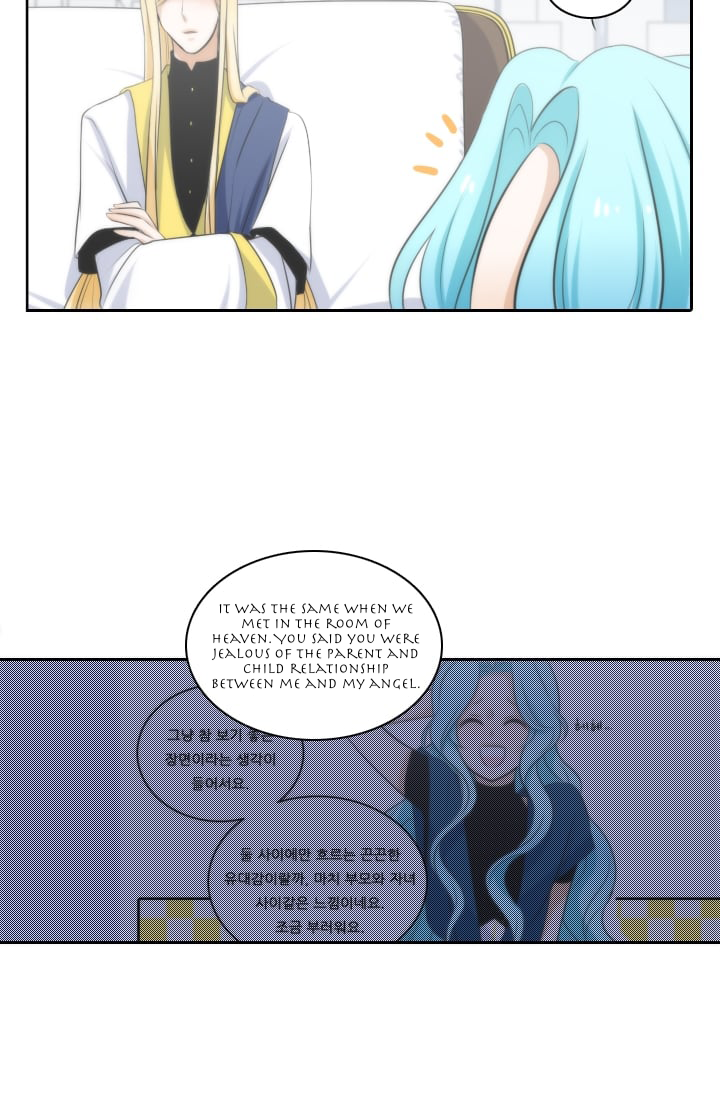 IT WAS THE SAME WHEN WE
MET IN THE ROOM OF
HEAVEN. YOU SAID YOU WERE
JEALOUS OF THE PARENT AND
CHILD RELATIONSHIP
BETWEEN ME AND MY ANGEL.
그냥 참 보기 좋은
장면이라는 생각이
들어서요.
헤헤..
둘 사이에만 흐르는 끈끈한
유대감이랄까, 마치 부모와 자녀
사이같은 느낌이네요.
조금 부러워요.